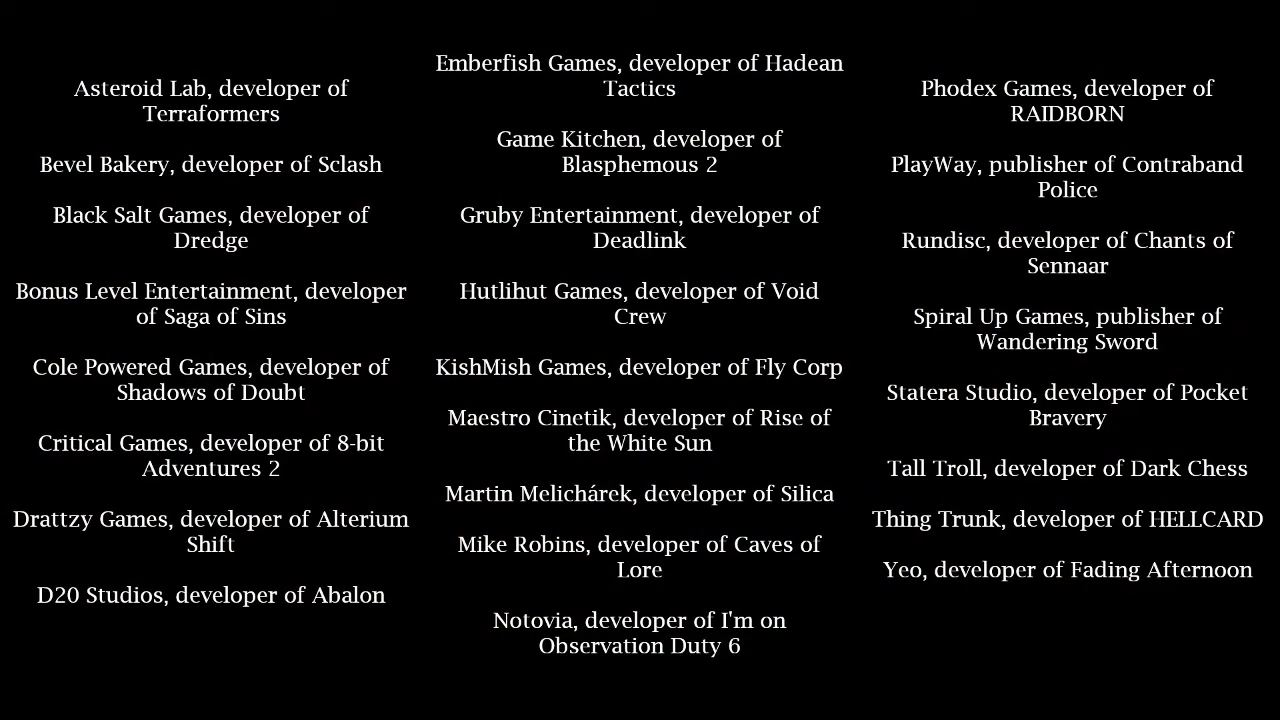 Asteroid Lab, developer of
Terraformers
Bevel Bakery, developer of Sclash
Black Salt Games, developer of
Dredge
Bonus Level Entertainment, developer
of Saga of Sins
Cole Powered Games, developer of
Shadows of Doubt
Critical Games, developer of 8-bit
Adventures 2
Drattzy Games, developer of Alterium
Shift
D20 Studios, developer of Abalon
Emberfish Games, developer of Hadean
Tactics
Game Kitchen, developer of
Blasphemous 2
Gruby Entertainment, developer of
Deadlink
Hutlihut Games, developer of Void
Crew
KishMish Games, developer of Fly Corp
Maestro Cinetik, developer of Rise of
the White Sun
Martin Melichárek, developer of Silica
Mike Robins, developer of Caves of
Lore
Notovia, developer of I'm on
Observation Duty 6
Phodex Games, developer of
RAIDBORN
PlayWay, publisher of Contraband
Police
Rundisc, developer of Chants of
Sennaar
Spiral Up Games, publisher of
Wandering Sword
Statera Studio, developer of Pocket
Bravery
Tall Troll, developer of Dark Chess
Thing Trunk, developer of HELLCARD
Yeo, developer of Fading Afternoon